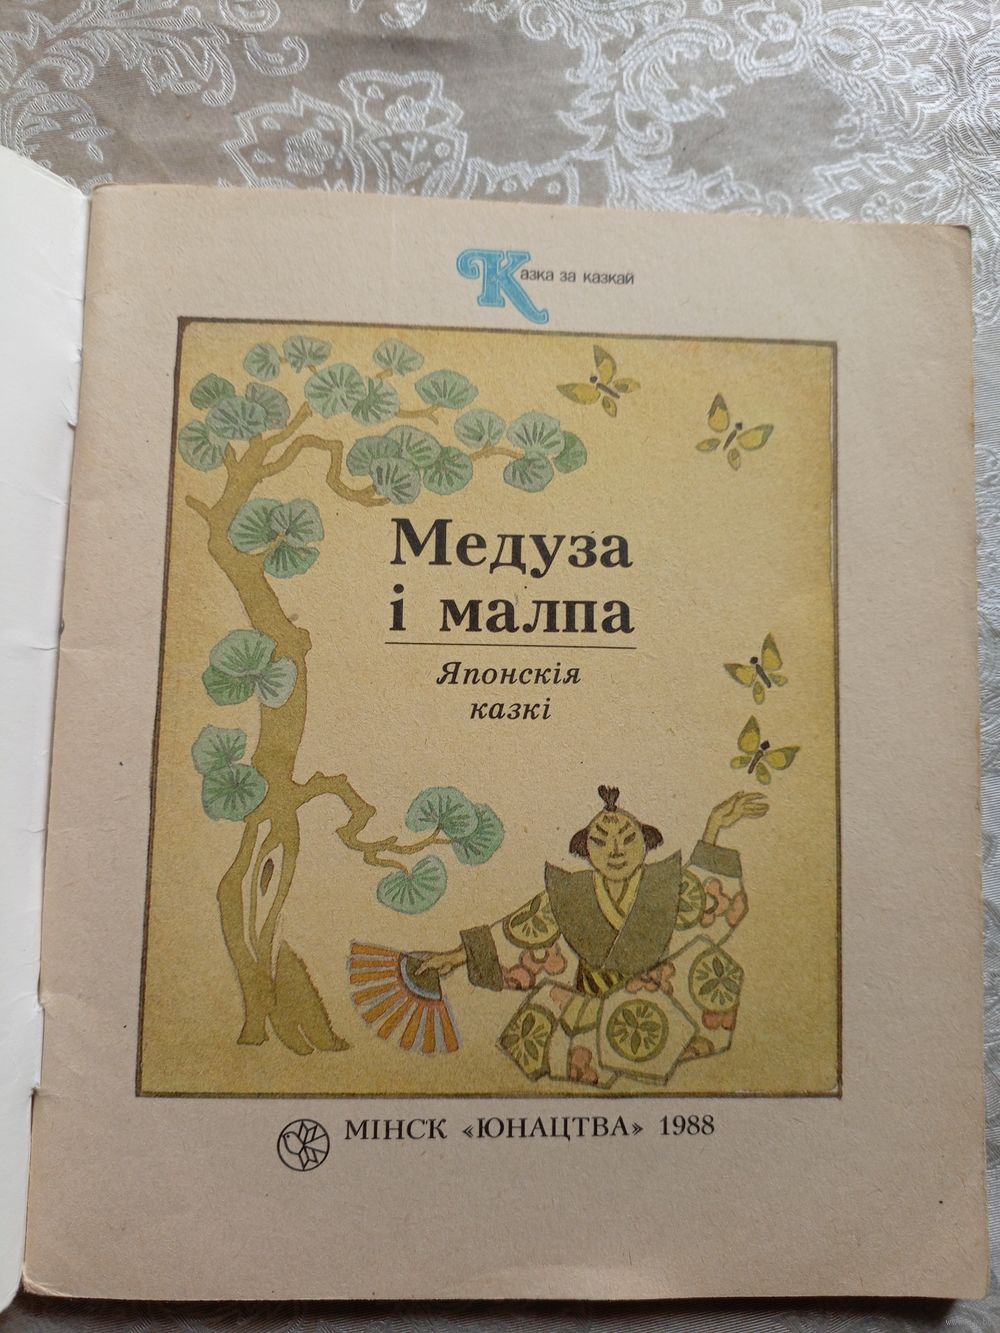 Казка за казкай
Медуза
і малпа
Японскія
казкі
МІНСК «ЮНАЦТВА» 1988